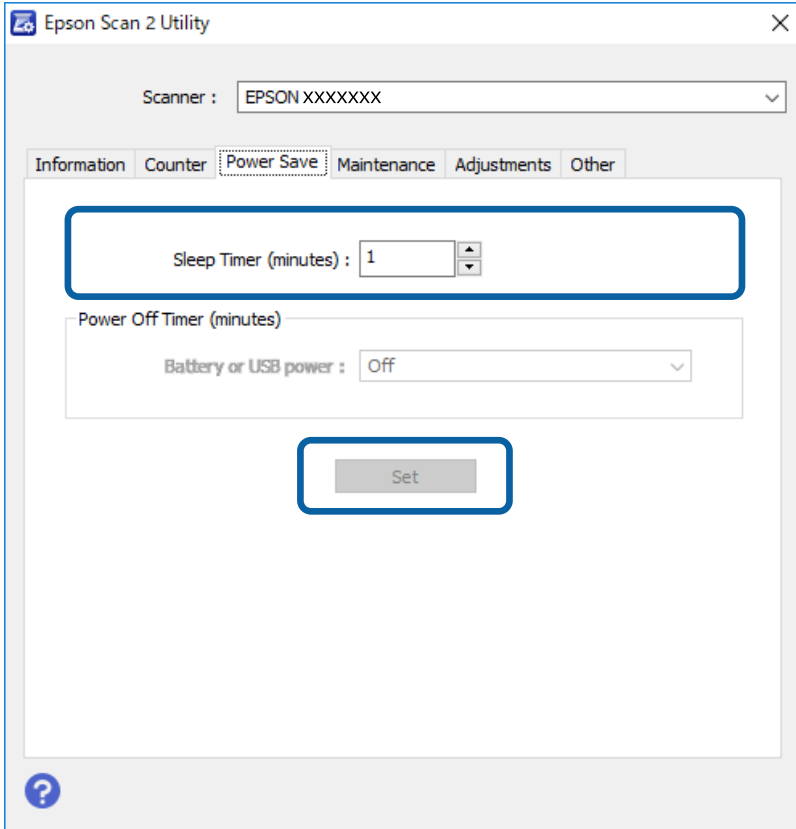 Epson Scan 2 Utility
Scanner : EPSON XXXXXXX
Information Counter Power Save Maintenance Adjustments Other
Sleep Timer (minutes) : 1
Power Off Timer (minutes)
Battery or USB power : Off
Set
?